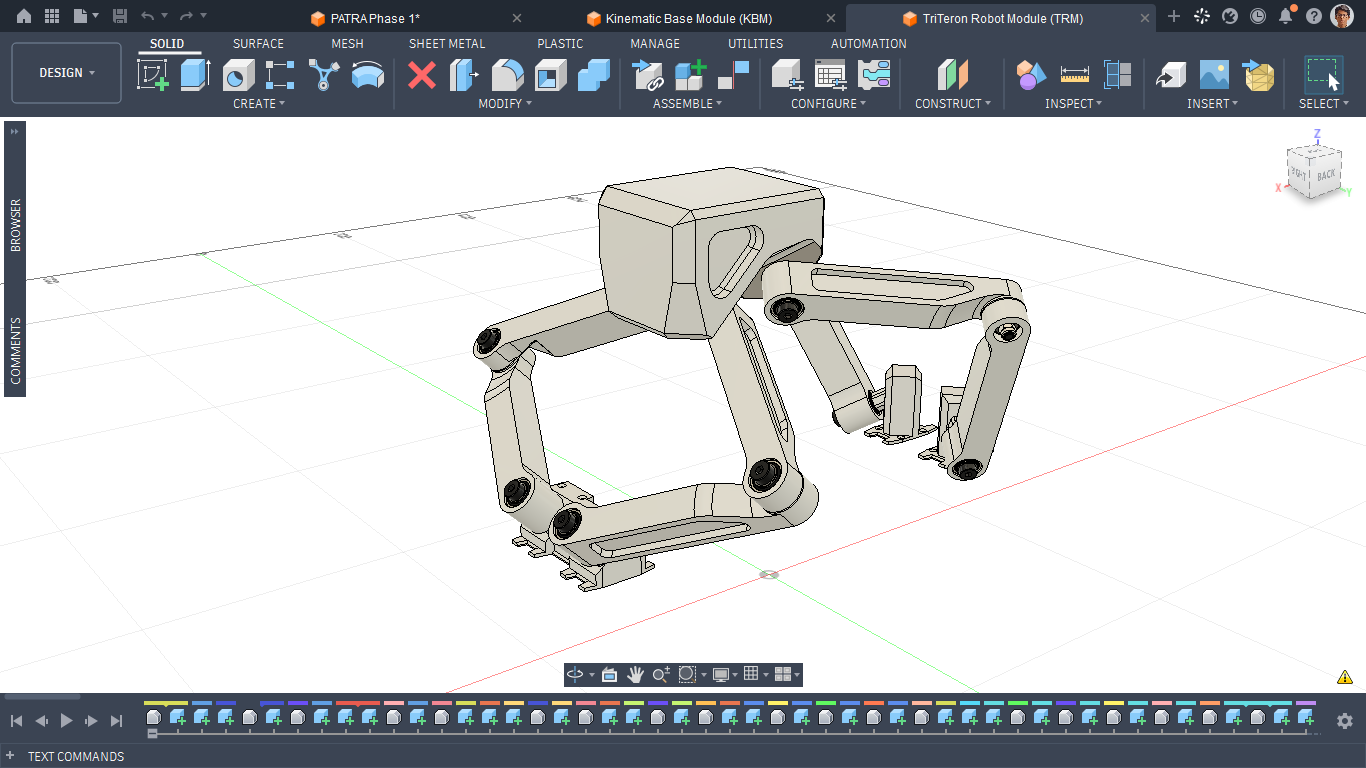 PATRA Phase 1*
Kinematic Base Module (KBM)
TriTeron Robot Module (TRM)
SOLID
SURFACE
MESH
SHEET METAL
PLASTIC
MANAGE
UTILITIES
AUTOMATION
DESIGN
CREATE
MODIFY
ASSEMBLE
CONFIGURE
CONSTRUCT
INSPECT
INSERT
SELECT
BROWSER
COMMENTS
Z
BACK
X
Y
TEXT COMMANDS